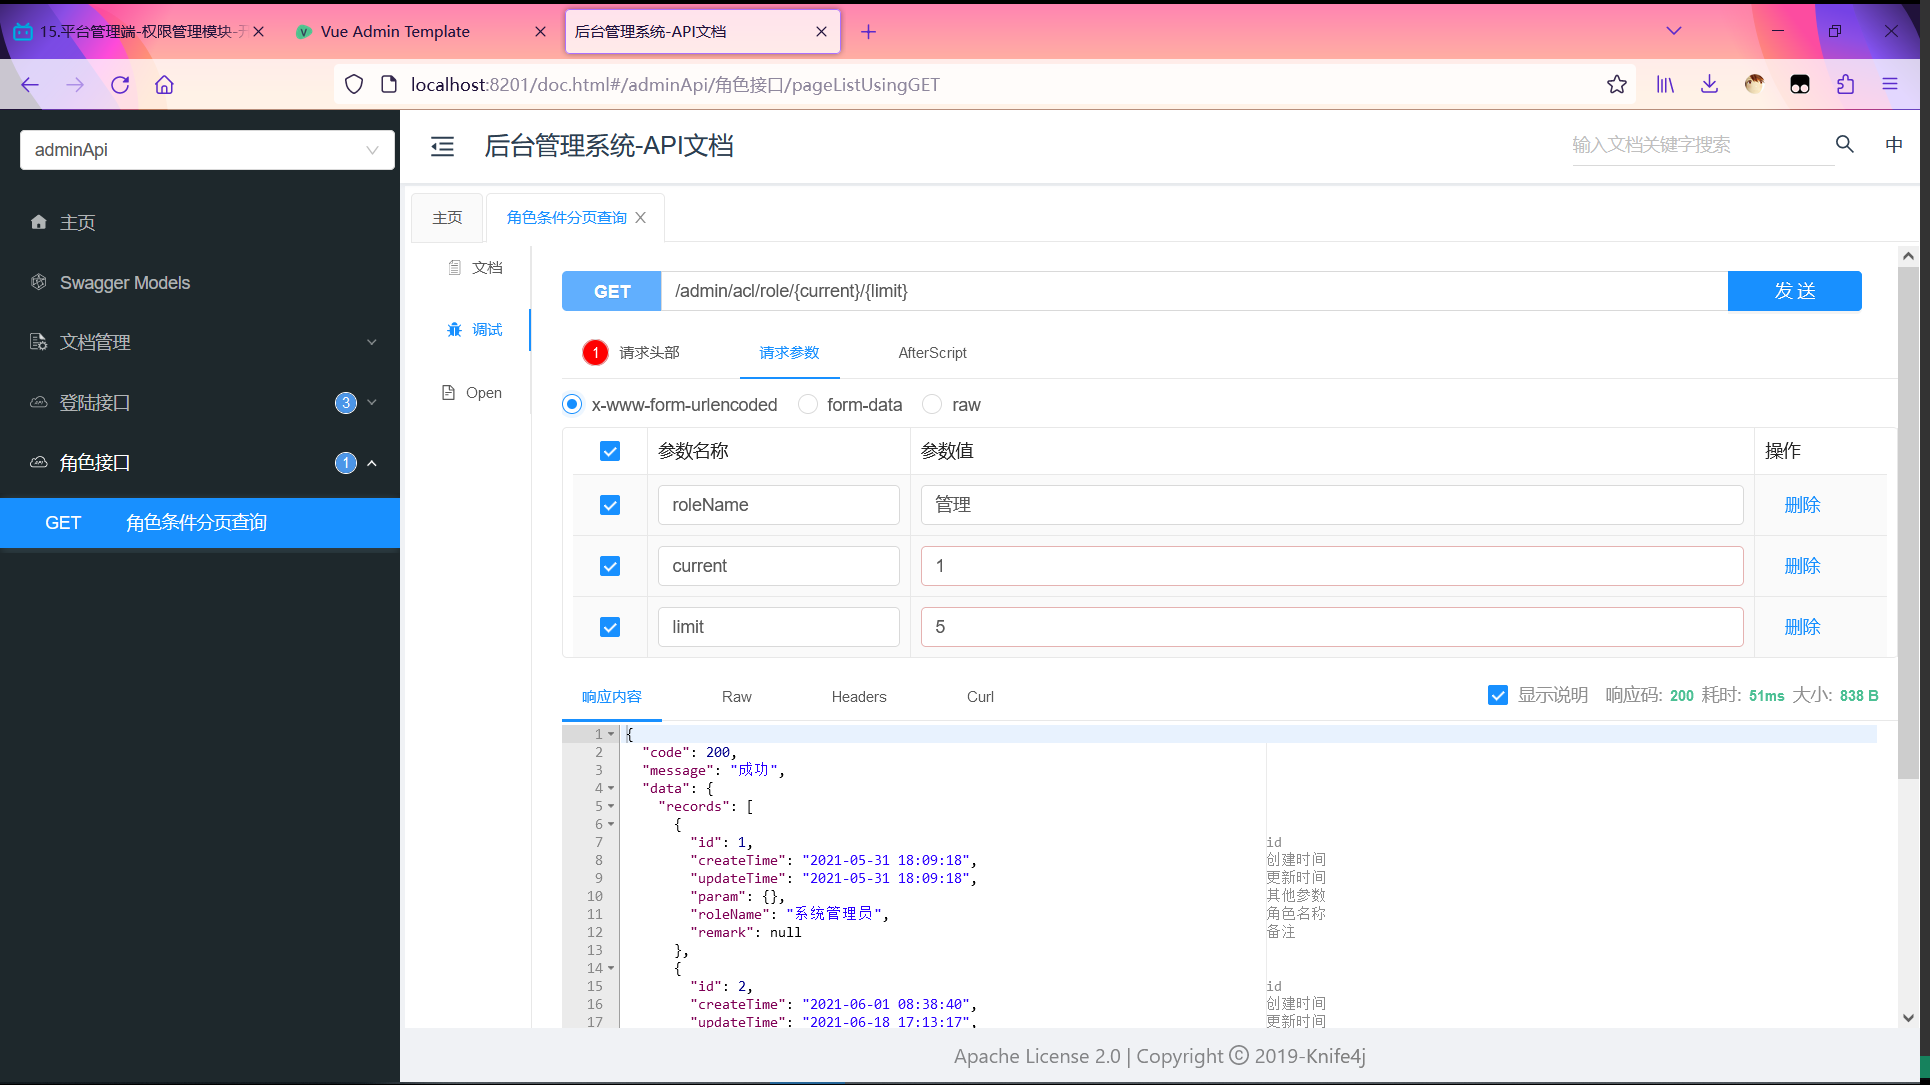 15.平台管理端-权限管理模块-开
Vue Admin Template
后台管理系统-API文档
localhost:8201/doc.html#/adminApi/角色接口/pageListUsingGET
adminApi
后台管理系统-API文档
输入文档关键字搜索
中
主页
Swagger Models
文档管理
登陆接口 3
角色接口 1
GET 角色条件分页查询
主页
角色条件分页查询
文档
调试
Open
GET /admin/acl/role/{current}/{limit} 发 送
1 请求头部 请求参数 AfterScript
x-www-form-urlencoded form-data raw
参数名称 参数值 操作
roleName 管理 删除
current 1 删除
limit 5 删除
响应内容 Raw Headers Curl 显示说明 响应码: 200 耗时: 51ms 大小: 838 B
1 {
2 "code": 200,
3 "message": "成功",
4 "data": {
5 "records": [
6 {
7 "id": 1, id
8 "createTime": "2021-05-31 18:09:18", 创建时间
9 "updateTime": "2021-05-31 18:09:18", 更新时间
10 "param": {}, 其他参数
11 "roleName": "系统管理员", 角色名称
12 "remark": null 备注
13 },
14 {
15 "id": 2, id
16 "createTime": "2021-06-01 08:38:40", 创建时间
17 "updateTime": "2021-06-18 17:13:17", 更新时间
Apache License 2.0 | Copyright © 2019-Knife4j